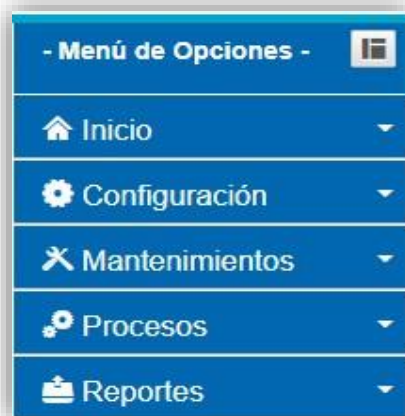 - Menú de Opciones -
Inicio
Configuración
Mantenimientos
Procesos
Reportes